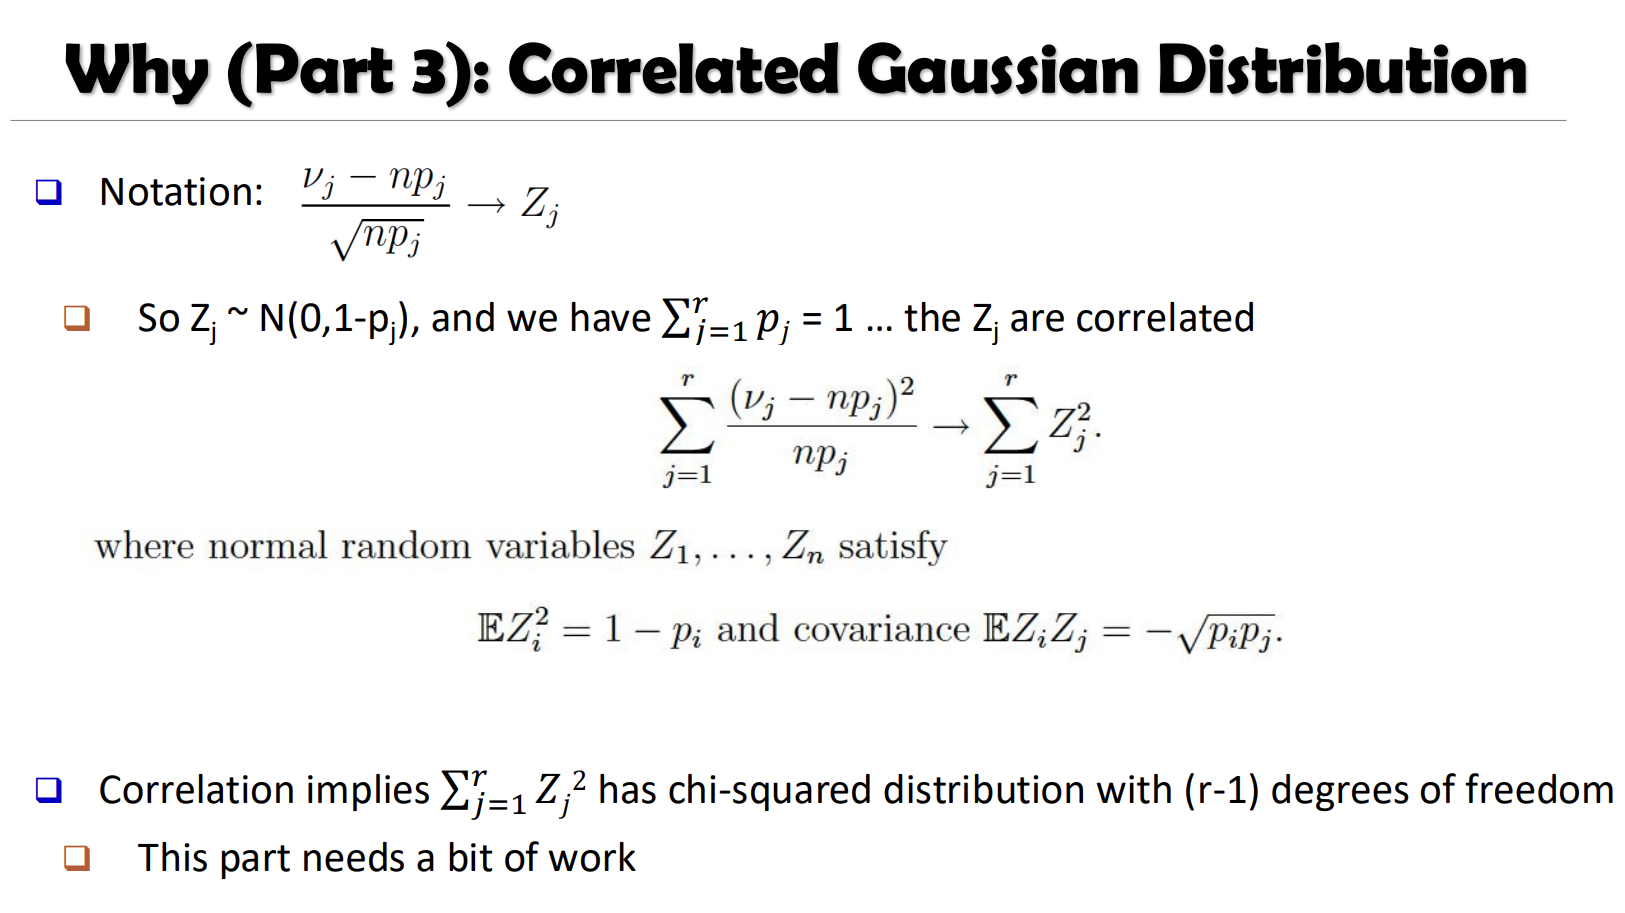 Why (Part 3): Correlated Gaussian Distribution
❑ Notation: $\frac{\nu_j - np_j}{\sqrt{np_j}} \to Z_j$
❑ So $Z_j$ ~ N(0,1-$p_j$), and we have $\sum_{j=1}^{r} p_j$ = 1 … the $Z_j$ are correlated
$\sum_{j=1}^{r} \frac{(\nu_j - np_j)^2}{np_j} \to \sum_{j=1}^{r} Z_j^2.$
where normal random variables $Z_1, \ldots, Z_n$ satisfy
$\mathbb{E}Z_i^2 = 1 - p_i$ and covariance $\mathbb{E}Z_iZ_j = -\sqrt{p_ip_j}.$
❑ Correlation implies $\sum_{j=1}^{r} Z_j^2$ has chi-squared distribution with (r-1) degrees of freedom
❑ This part needs a bit of work